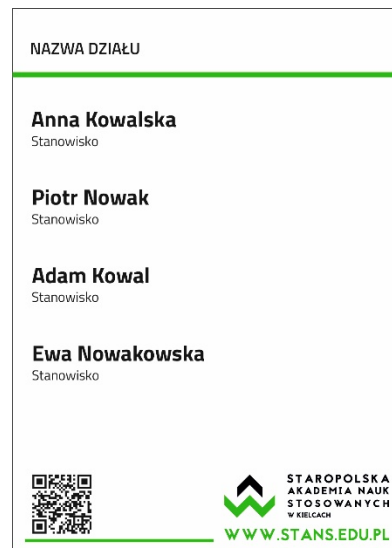 NAZWA DZIAŁU
Anna Kowalska
Stanowisko
Piotr Nowak
Stanowisko
Adam Kowal
Stanowisko
Ewa Nowakowska
Stanowisko
STAROPOLSKA
AKADEMIA NAUK
STOSOWANYCH
W KIELCACH
WWW.STANS.EDU.PL